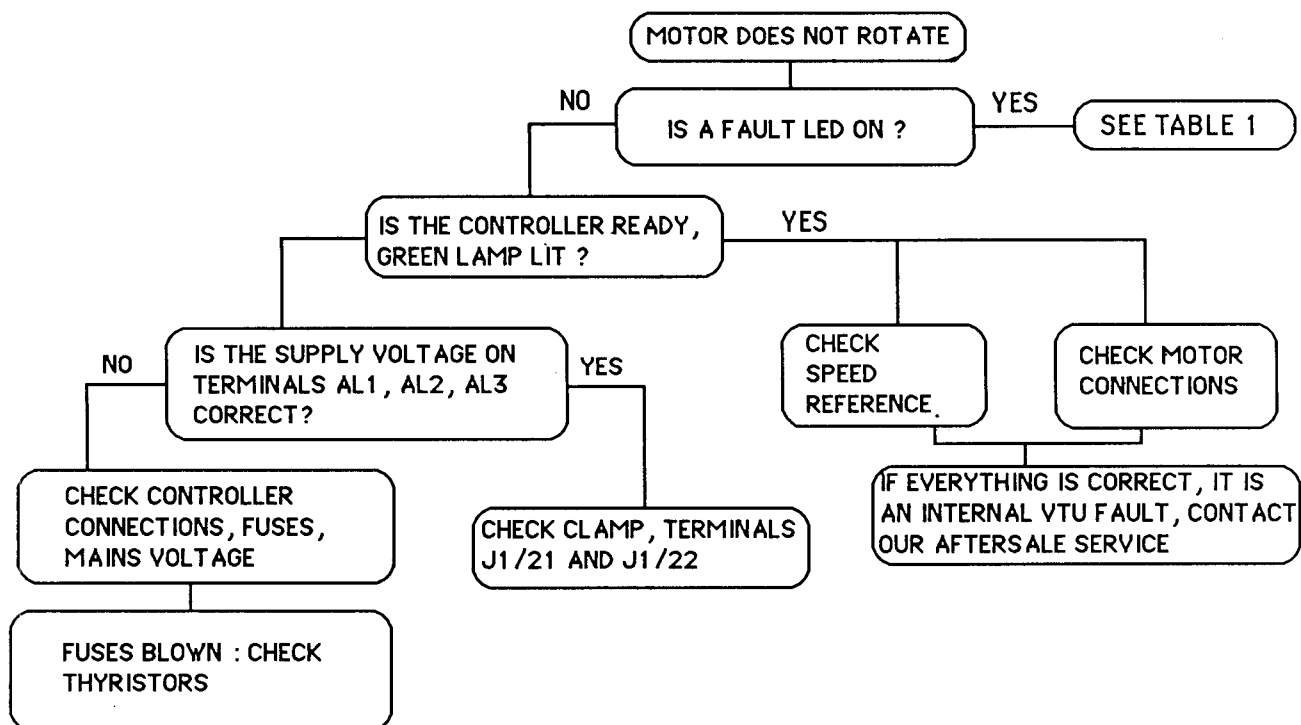 MOTOR DOES NOT ROTATE
NO
YES
IS A FAULT LED ON ?
SEE TABLE 1
IS THE CONTROLLER READY,
GREEN LAMP LIT ?
YES
NO
IS THE SUPPLY VOLTAGE ON
TERMINALS AL1, AL2, AL3
CORRECT?
YES
CHECK
SPEED
REFERENCE.
CHECK MOTOR
CONNECTIONS
CHECK CONTROLLER
CONNECTIONS, FUSES,
MAINS VOLTAGE
CHECK CLAMP, TERMINALS
J1/21 AND J1/22
IF EVERYTHING IS CORRECT, IT IS
AN INTERNAL VTU FAULT, CONTACT
OUR AFTERSALE SERVICE
FUSES BLOWN : CHECK
THYRISTORS